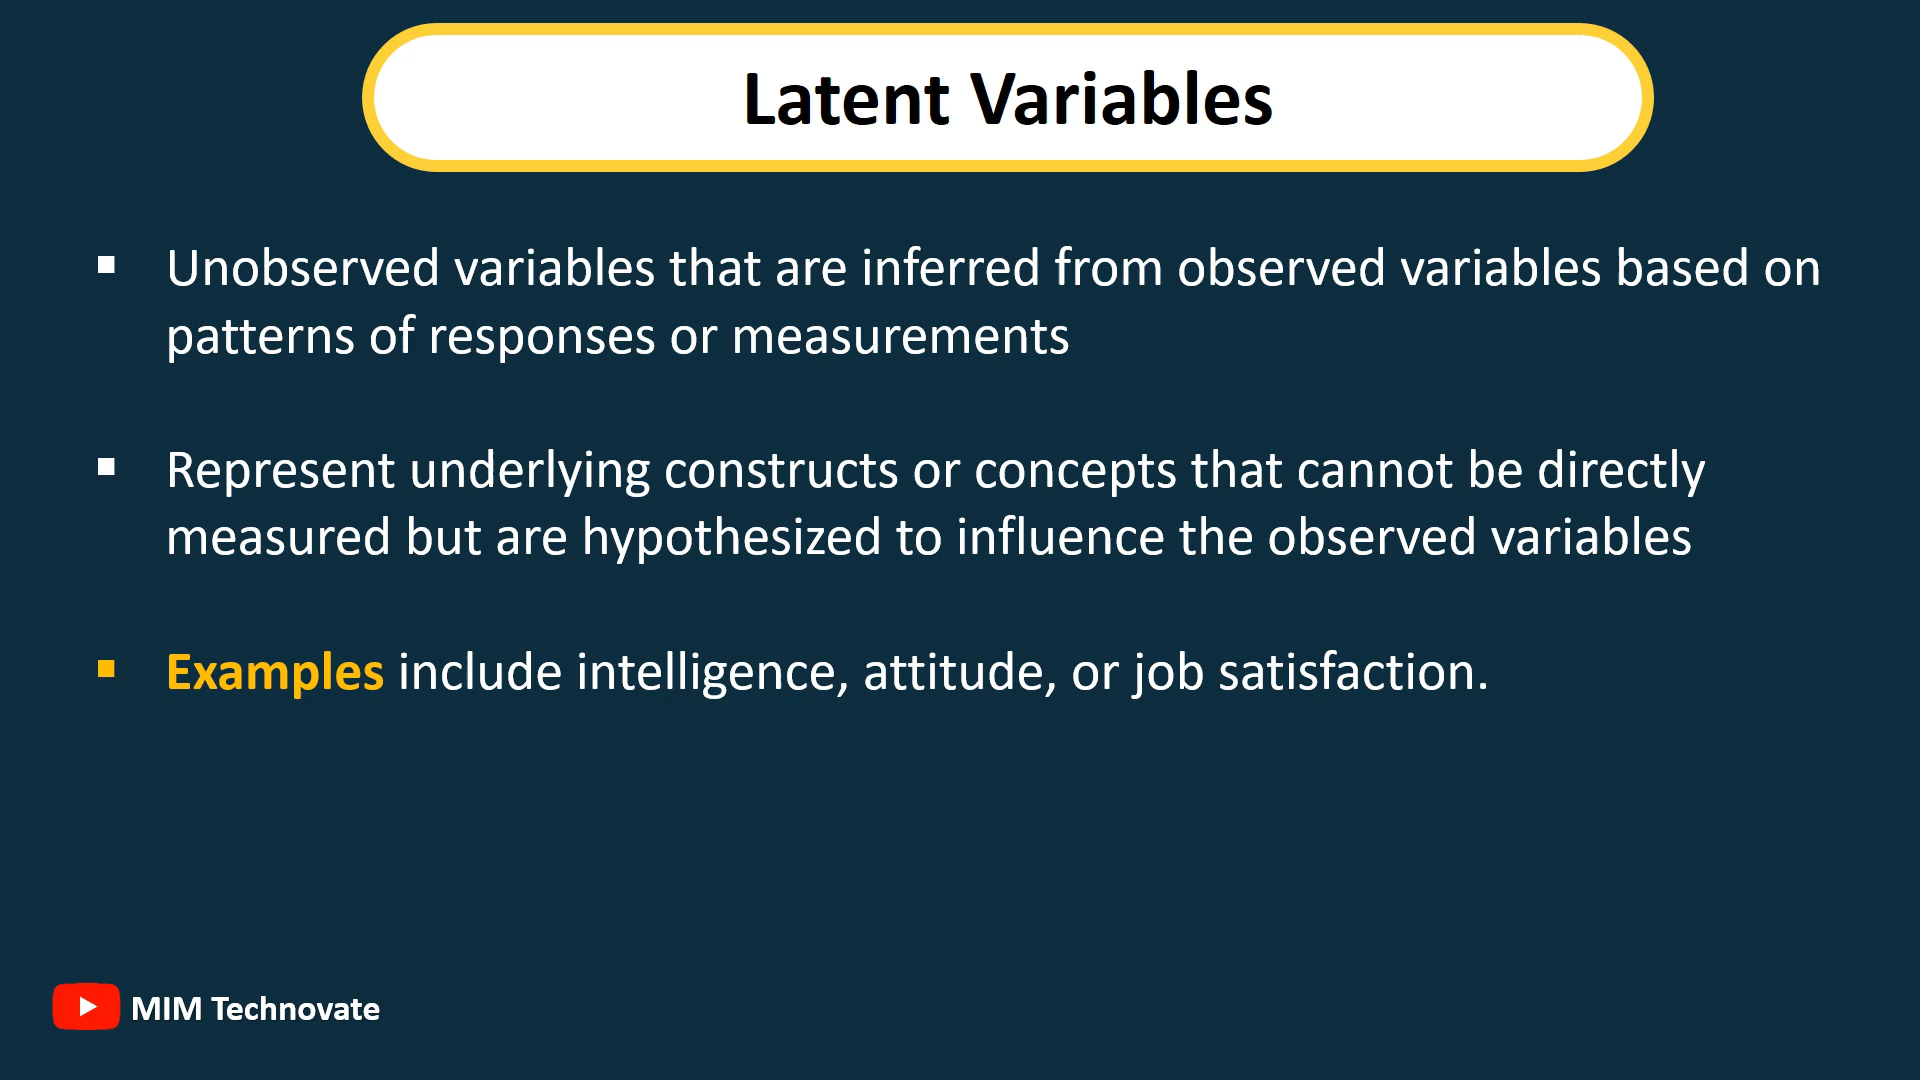 Latent Variables
▪ Unobserved variables that are inferred from observed variables based on
patterns of responses or measurements
▪ Represent underlying constructs or concepts that cannot be directly
measured but are hypothesized to influence the observed variables
▪ Examples include intelligence, attitude, or job satisfaction.
MIM Technovate